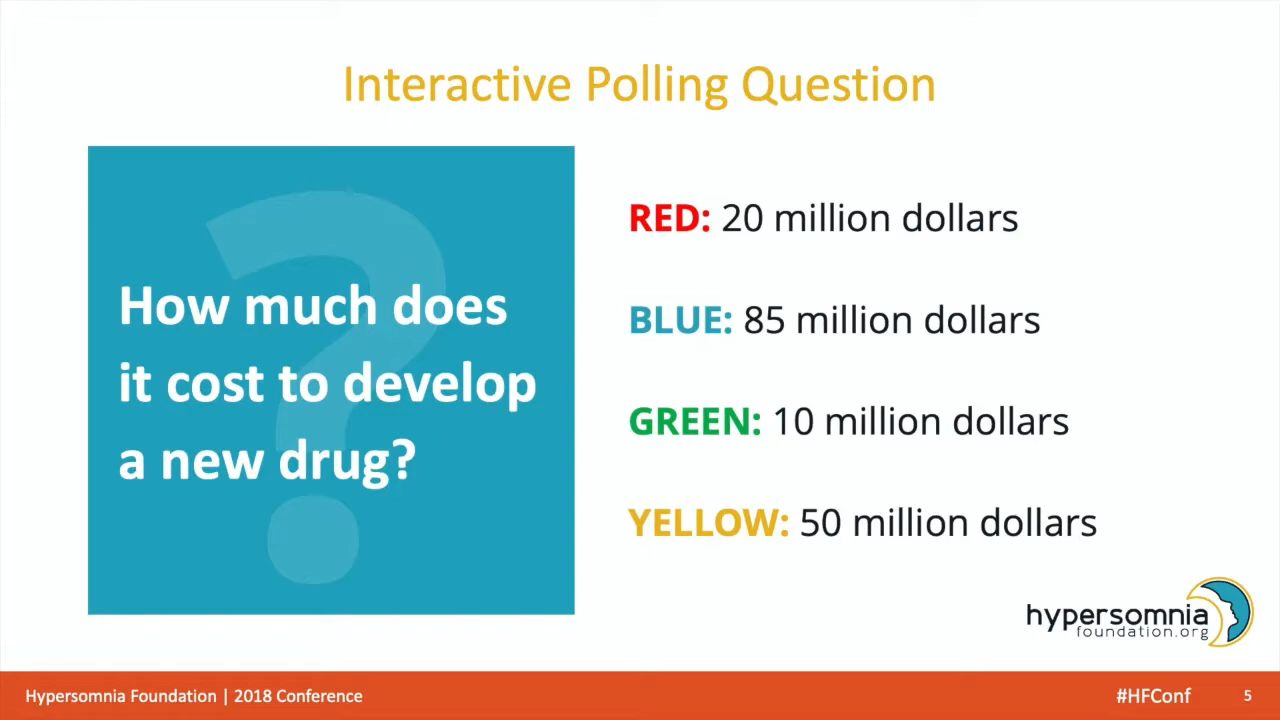 Interactive Polling Question
How much does
it cost to develop
a new drug?
RED: 20 million dollars
BLUE: 85 million dollars
GREEN: 10 million dollars
YELLOW: 50 million dollars
hypersomnia
foundation.org
Hypersomnia Foundation | 2018 Conference
#HFConf
5